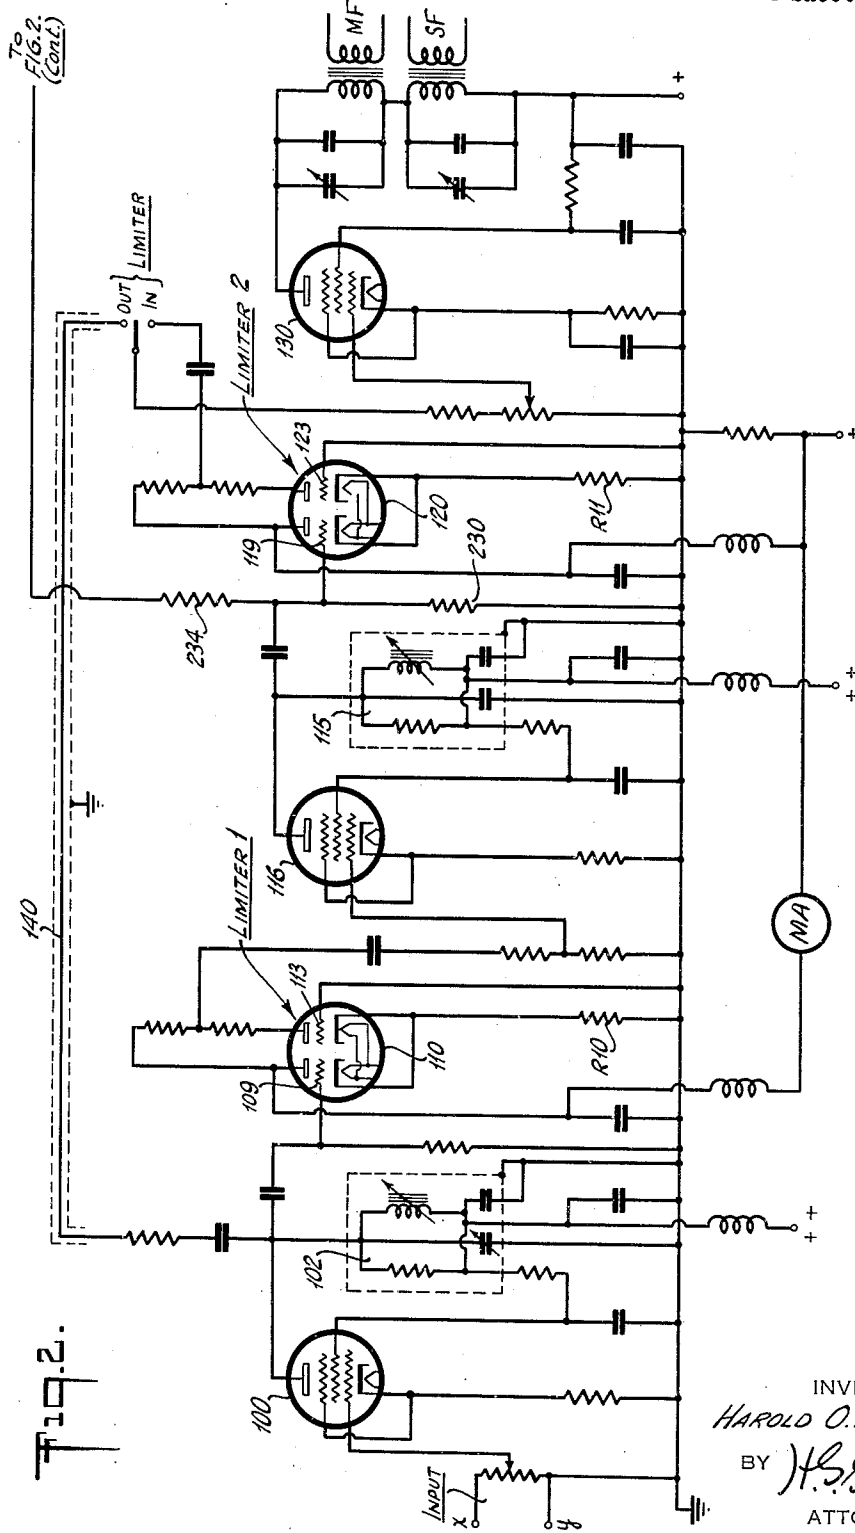 Fig. 2.
TO
FIG. 2.
(Cont.)
140
LIMITER
OUT
IN
MF
SF
LIMITER 1
LIMITER 2
234
100
102
109
113
110
116
115
119
123
120
130
230
R10
R11
MA
INPUT
x
y
+
+
+
+
+
+
HAROLD O.
BY